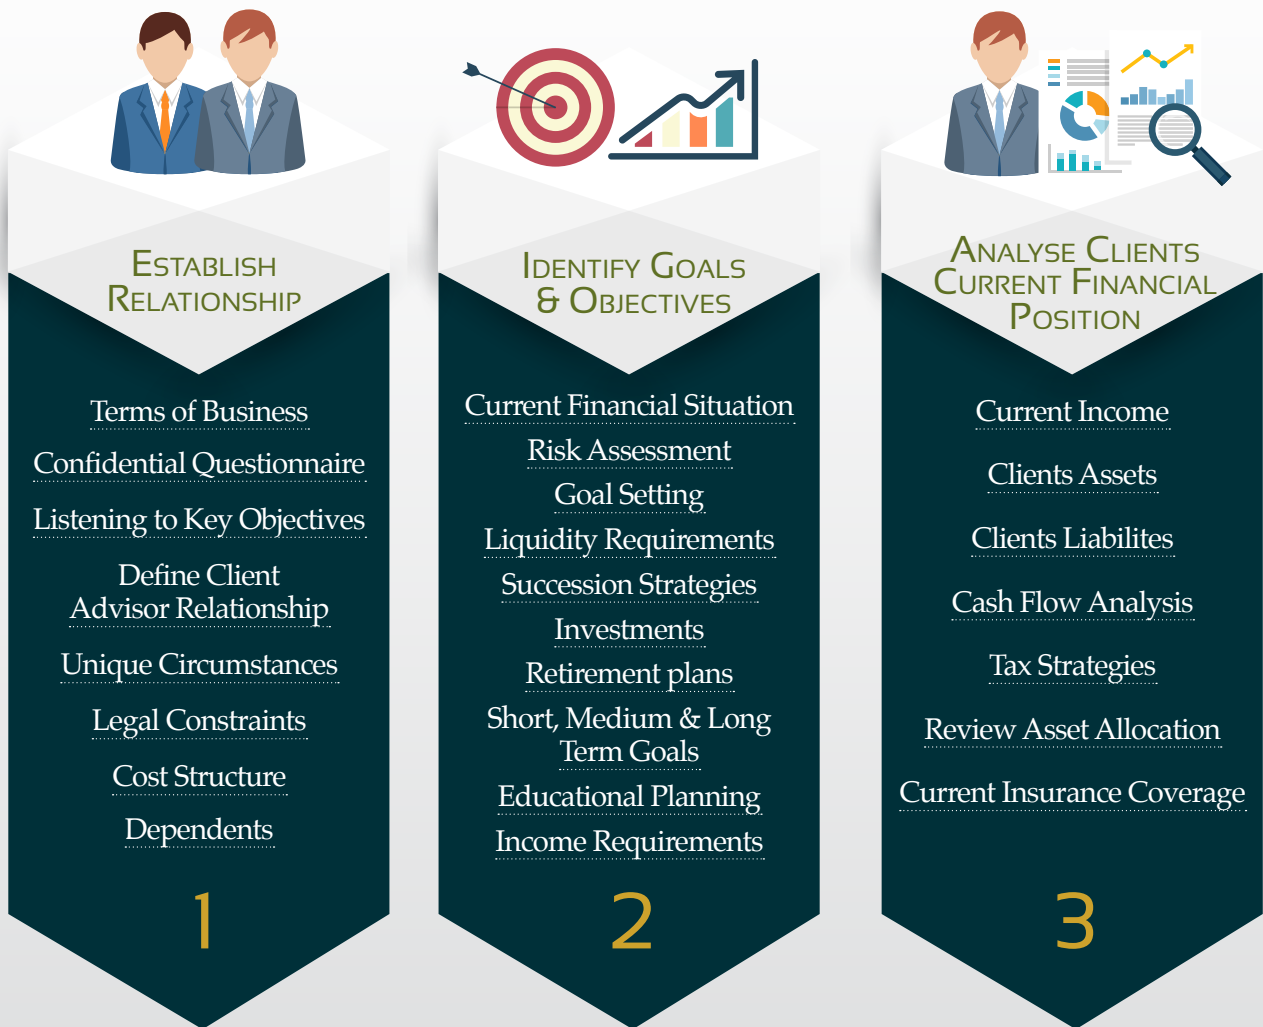 Establish
Relationship
Terms of Business
Confidential Questionnaire
Listening to Key Objectives
Define Client
Advisor Relationship
Unique Circumstances
Legal Constraints
Cost Structure
Dependents
1
Identify Goals
& Objectives
Current Financial Situation
Risk Assessment
Goal Setting
Liquidity Requirements
Succession Strategies
Investments
Retirement plans
Short, Medium & Long
Term Goals
Educational Planning
Income Requirements
2
Analyse Clients
Current Financial
Position
Current Income
Clients Assets
Clients Liabilites
Cash Flow Analysis
Tax Strategies
Review Asset Allocation
Current Insurance Coverage
3